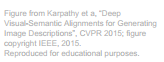 Figure from Karpathy et a, "Deep
Visual-Semantic Alignments for Generating
Image Descriptions", CVPR 2015; figure
copyright IEEE, 2015.
Reproduced for educational purposes.